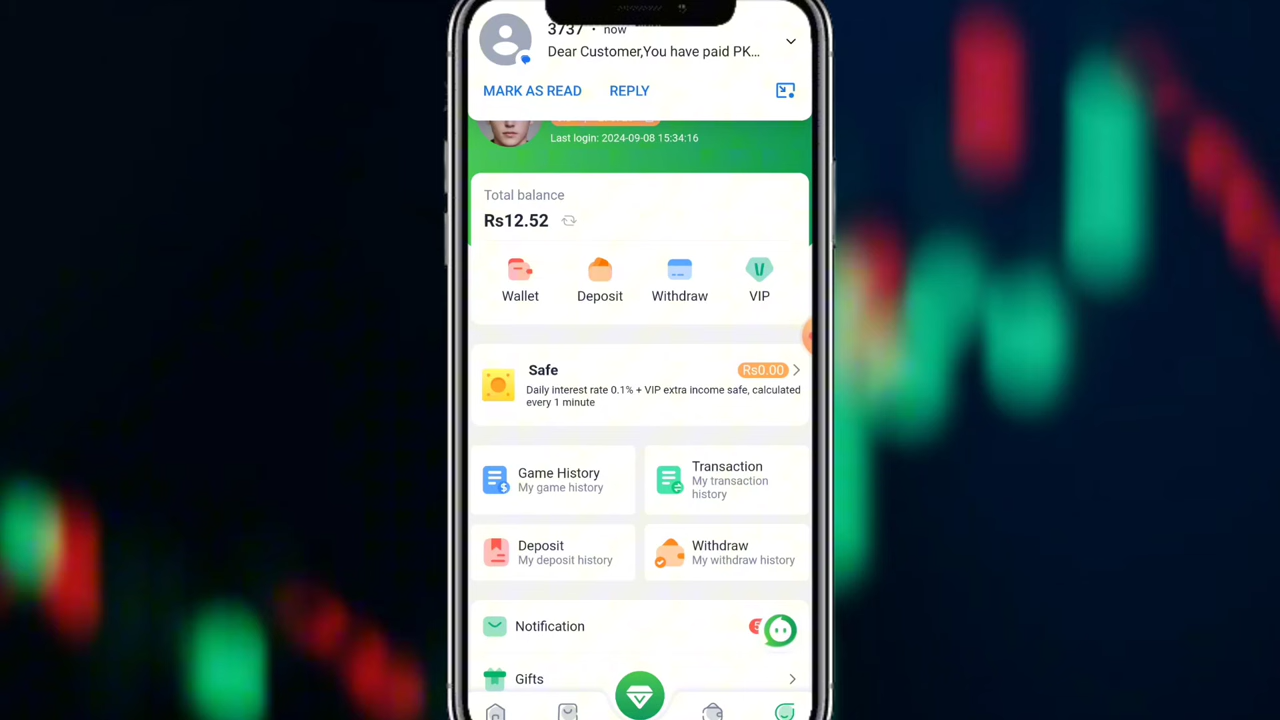 3737 • now
Dear Customer,You have paid PK...
MARK AS READ REPLY
Last login: 2024-09-08 15:34:16
Total balance
Rs12.52
Wallet Deposit Withdraw VIP
Safe Rs0.00
Daily interest rate 0.1% + VIP extra income safe, calculated
every 1 minute
Game History
My game history
Transaction
My transaction
history
Deposit
My deposit history
Withdraw
My withdraw history
Notification
Gifts